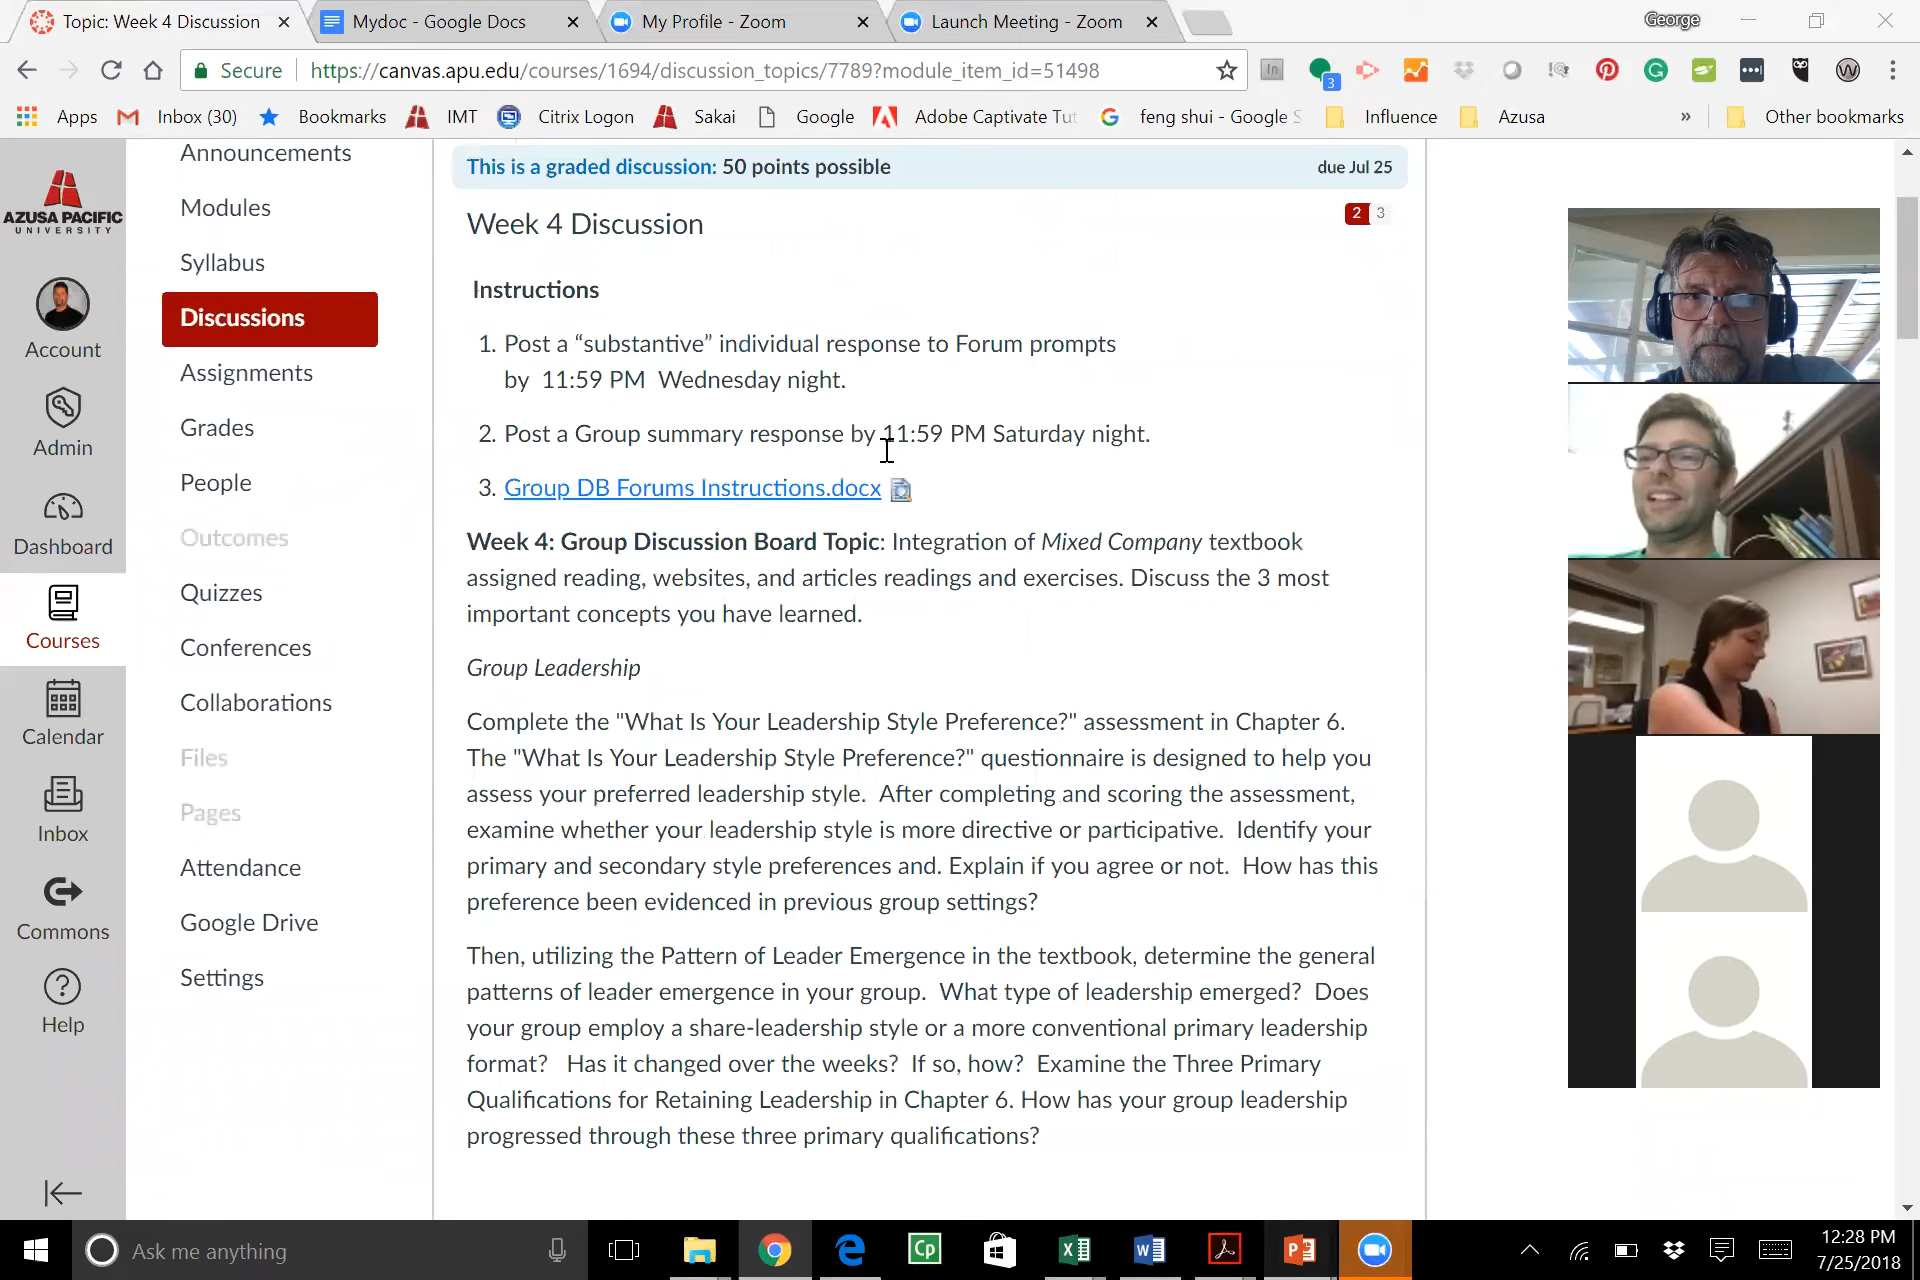 Topic: Week 4 Discussion
Mydoc - Google Docs
My Profile - Zoom
Launch Meeting - Zoom
George
Secure
https://canvas.apu.edu/courses/1694/discussion_topics/7789?module_item_id=51498
In
3
Apps
Inbox (30)
Bookmarks
IMT
Citrix Logon
Sakai
Google
Adobe Captivate Tut
feng shui - Google S
Influence
Azusa
»
Other bookmarks
AZUSA PACIFIC
UNIVERSITY
Account
Admin
Dashboard
Courses
Calendar
Inbox
Commons
Help
Announcements
Modules
Syllabus
Discussions
Assignments
Grades
People
Outcomes
Quizzes
Conferences
Collaborations
Files
Pages
Attendance
Google Drive
Settings
This is a graded discussion: 50 points possible
due Jul 25
Week 4 Discussion
2 3
Instructions
1. Post a “substantive” individual response to Forum prompts
by 11:59 PM Wednesday night.
2. Post a Group summary response by 11:59 PM Saturday night.
3. Group DB Forums Instructions.docx
Week 4: Group Discussion Board Topic: Integration of Mixed Company textbook
assigned reading, websites, and articles readings and exercises. Discuss the 3 most
important concepts you have learned.
Group Leadership
Complete the "What Is Your Leadership Style Preference?" assessment in Chapter 6.
The "What Is Your Leadership Style Preference?" questionnaire is designed to help you
assess your preferred leadership style. After completing and scoring the assessment,
examine whether your leadership style is more directive or participative. Identify your
primary and secondary style preferences and. Explain if you agree or not. How has this
preference been evidenced in previous group settings?
Then, utilizing the Pattern of Leader Emergence in the textbook, determine the general
patterns of leader emergence in your group. What type of leadership emerged? Does
your group employ a share-leadership style or a more conventional primary leadership
format? Has it changed over the weeks? If so, how? Examine the Three Primary
Qualifications for Retaining Leadership in Chapter 6. How has your group leadership
progressed through these three primary qualifications?
Ask me anything
Cp
12:28 PM
7/25/2018